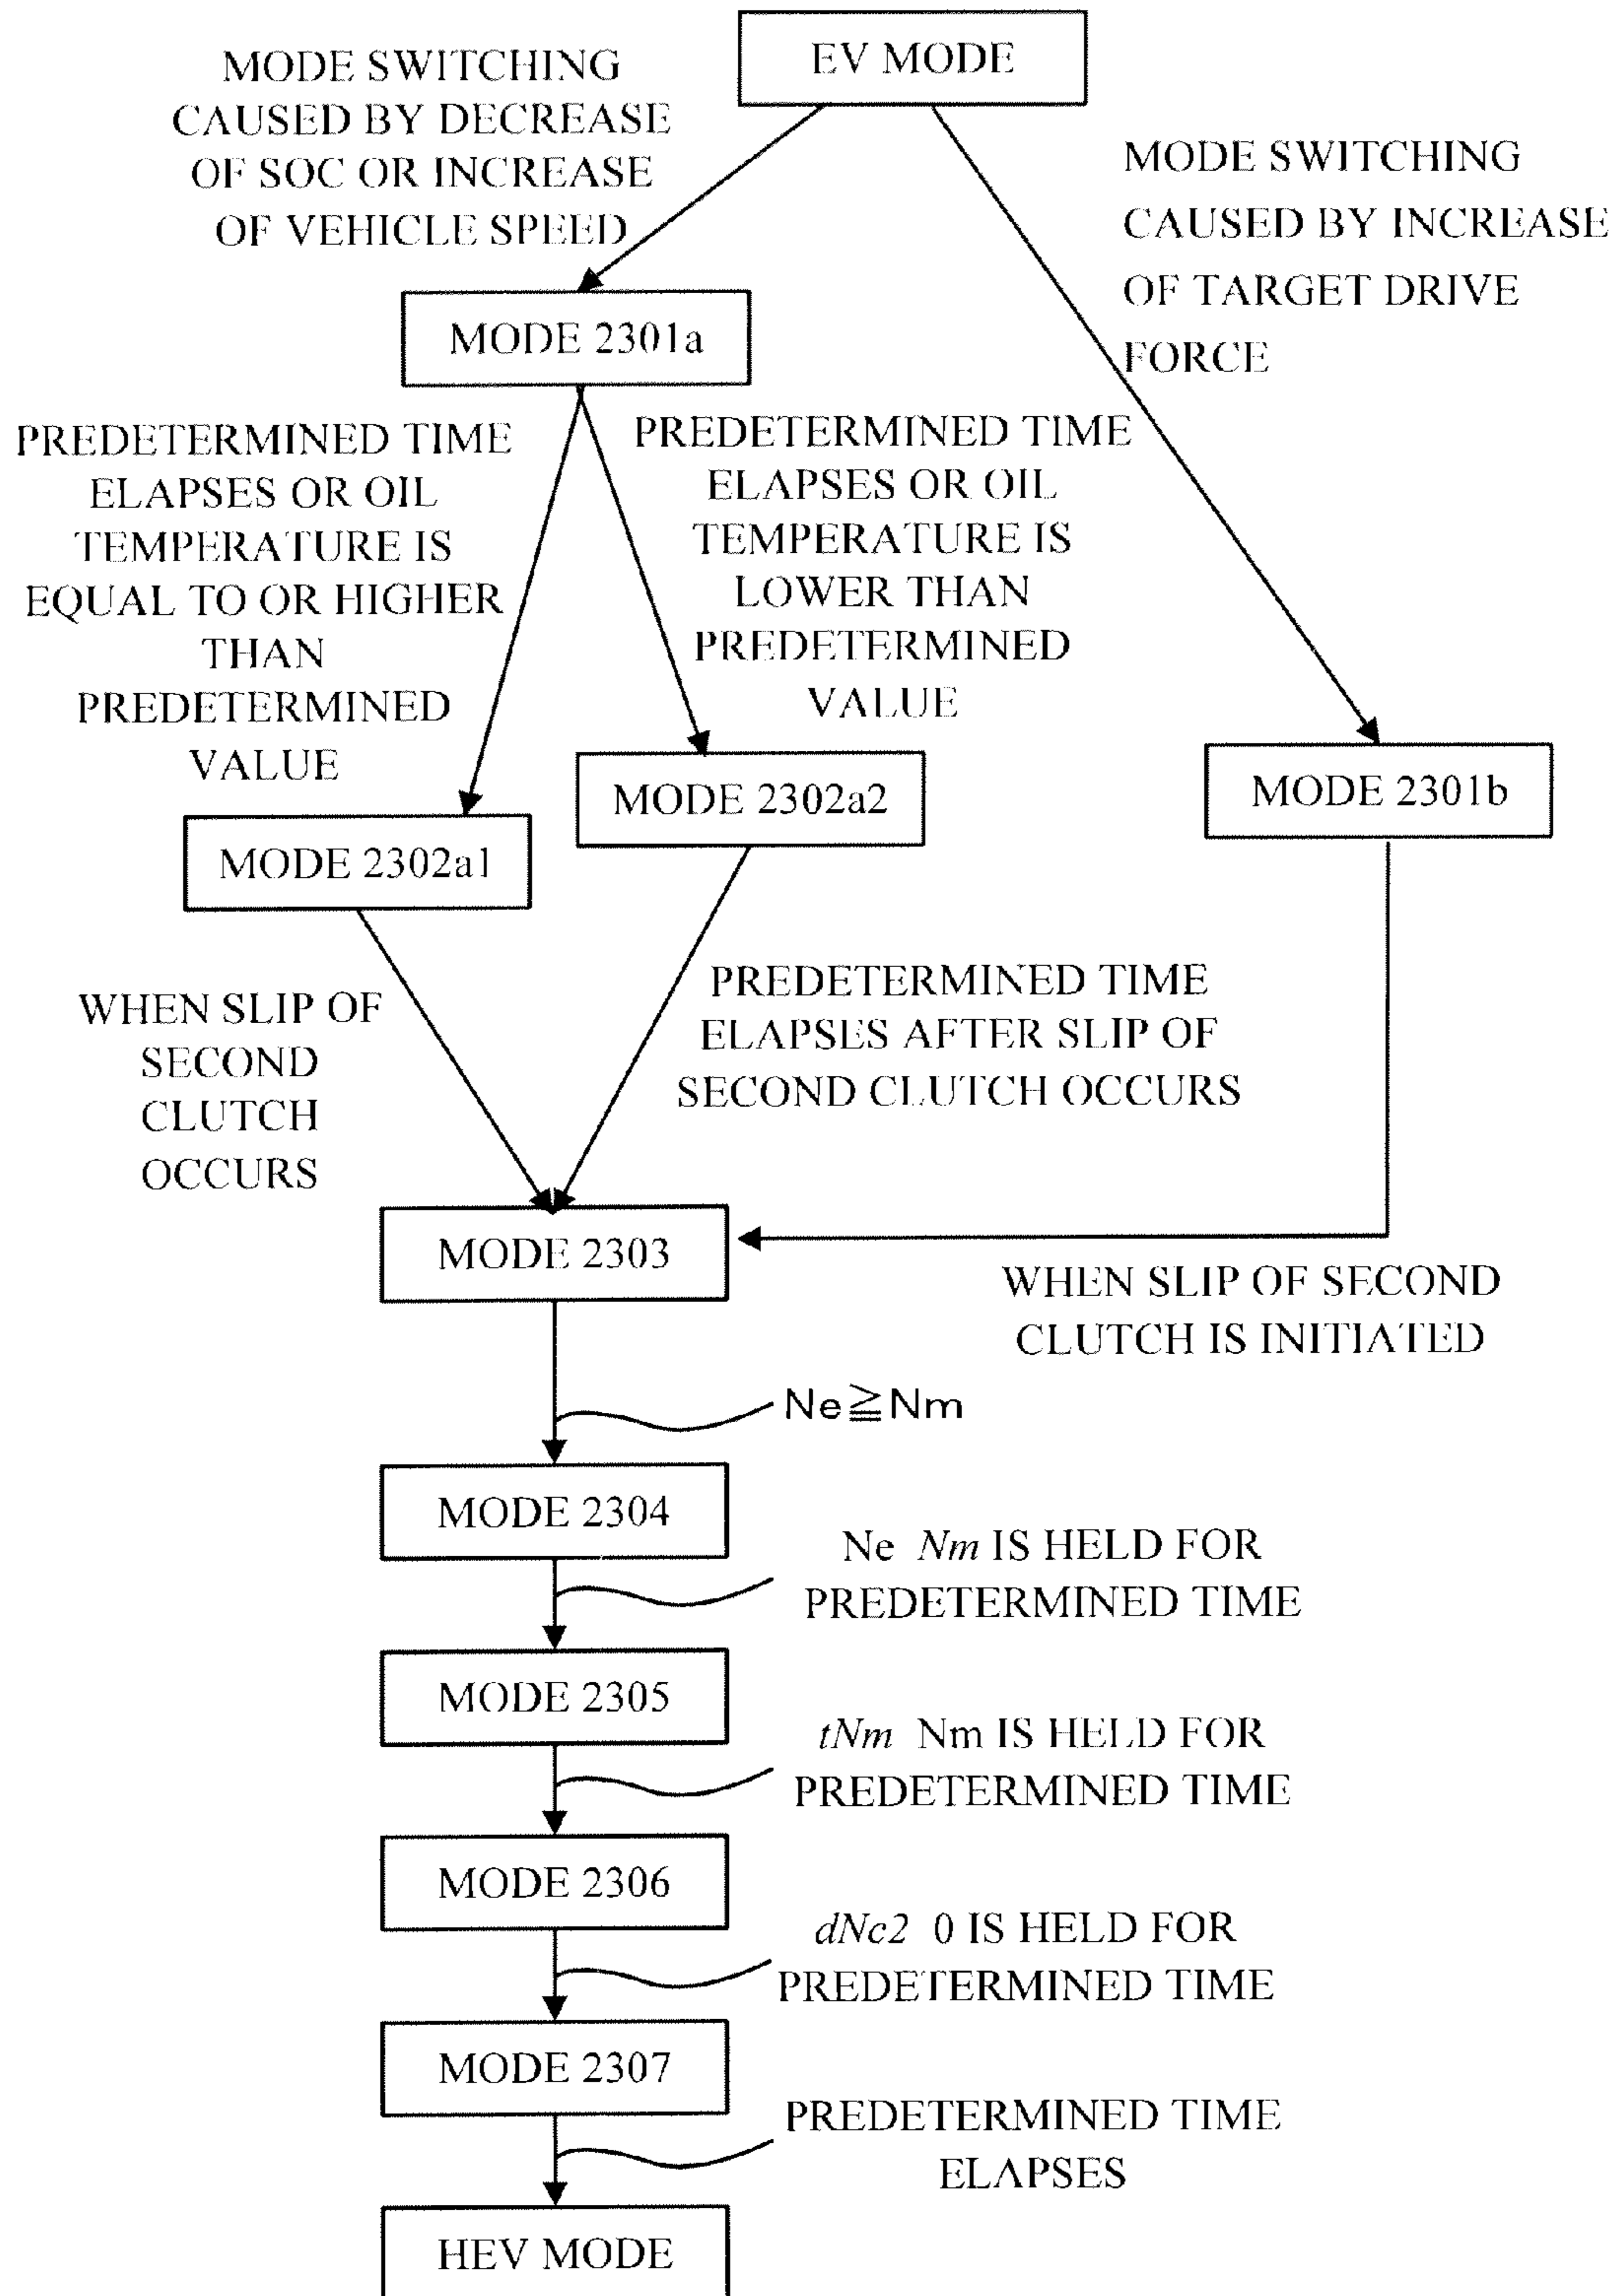 EV MODE
MODE SWITCHING
CAUSED BY DECREASE
OF SOC OR INCREASE
OF VEHICLE SPEED
MODE SWITCHING
CAUSED BY INCREASE
OF TARGET DRIVE
FORCE
MODE 2301a
PREDETERMINED TIME
ELAPSES OR OIL
TEMPERATURE IS
EQUAL TO OR HIGHER
THAN
PREDETERMINED
VALUE
PREDETERMINED TIME
ELAPSES OR OIL
TEMPERATURE IS
LOWER THAN
PREDETERMINED
VALUE
MODE 2302a1
MODE 2302a2
MODE 2301b
WHEN SLIP OF
SECOND
CLUTCH
OCCURS
PREDETERMINED TIME
ELAPSES AFTER SLIP OF
SECOND CLUTCH OCCURS
MODE 2303
WHEN SLIP OF SECOND
CLUTCH IS INITIATED
Ne≧Nm
MODE 2304
Ne Nm IS HELD FOR
PREDETERMINED TIME
MODE 2305
tNm Nm IS HELD FOR
PREDETERMINED TIME
MODE 2306
dNc2 0 IS HELD FOR
PREDETERMINED TIME
MODE 2307
PREDETERMINED TIME
ELAPSES
HEV MODE